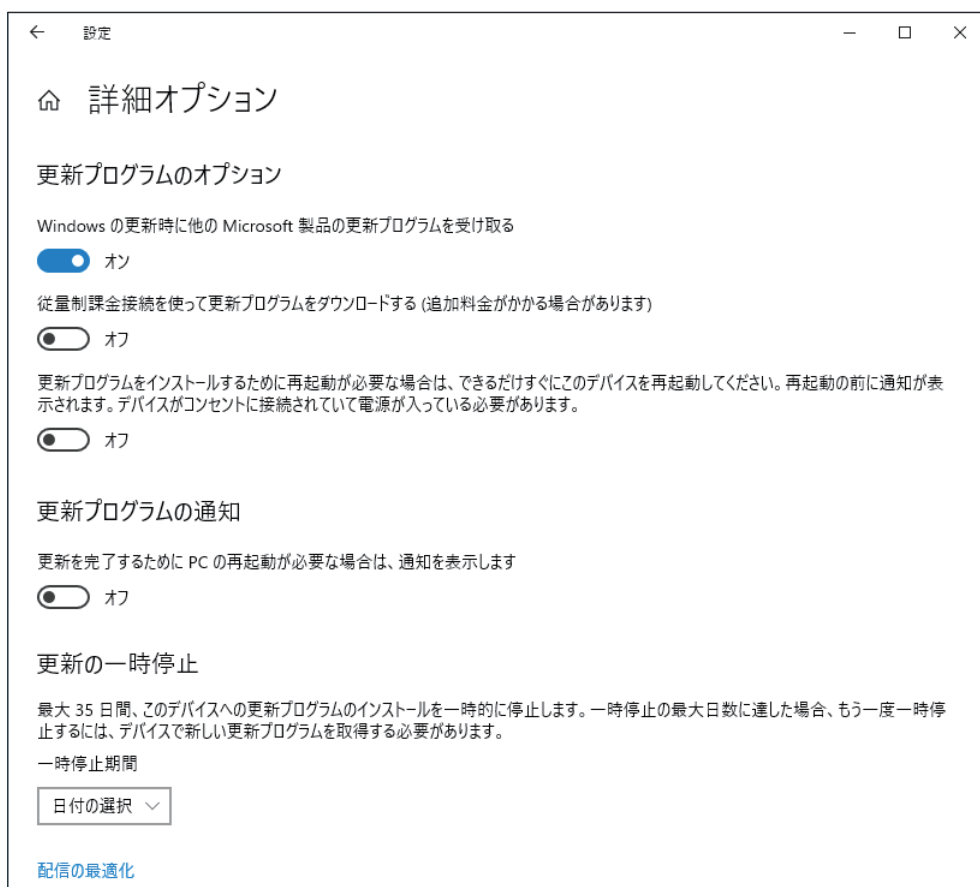 設定
詳細オプション
更新プログラムのオプション
Windows の更新時に他の Microsoft 製品の更新プログラムを受け取る
オン
従量制課金接続を使って更新プログラムをダウンロードする (追加料金がかかる場合があります)
オフ
更新プログラムをインストールするために再起動が必要な場合は、できるだけすぐにこのデバイスを再起動してください。再起動の前に通知が表
示されます。デバイスがコンセントに接続されていて電源が入っている必要があります。
オフ
更新プログラムの通知
更新を完了するために PC の再起動が必要な場合は、通知を表示します
オフ
更新の一時停止
最大 35 日間、このデバイスへの更新プログラムのインストールを一時的に停止します。一時停止の最大日数に達した場合、もう一度一時停
止するには、デバイスで新しい更新プログラムを取得する必要があります。
一時停止期間
日付の選択
配信の最適化